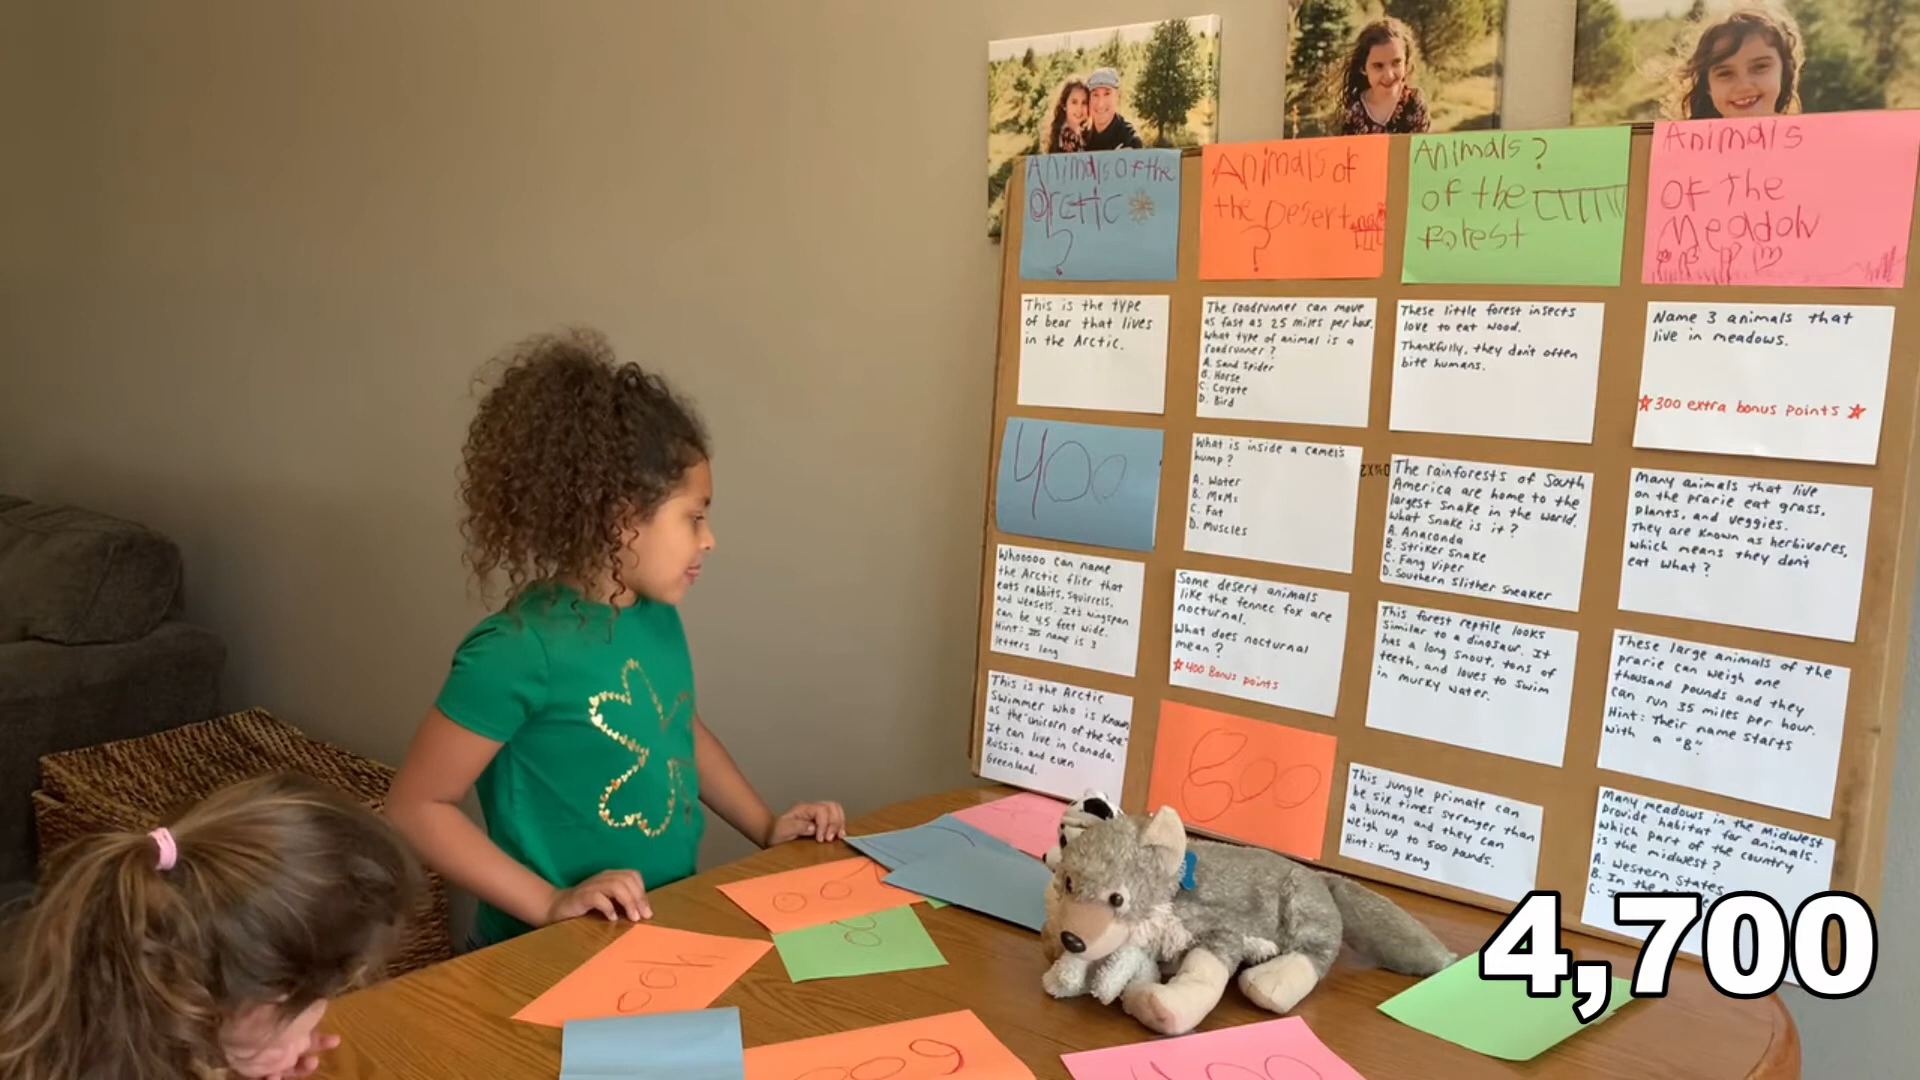 Animals of the
Arctic
?
Animals of
the Desert
?
Animals ?
of the
Forest
Animals
OF The
Meadow
This is the type
of bear that lives
in the Arctic.
The roadrunner can move
as fast as 25 miles per hour.
What type of animal is a
roadrunner?
A. Sand Spider
B. Horse
C. Coyote
D. Bird
These little forest insects
love to eat wood.
Thankfully, they don't often
bite humans.
Name 3 animals that
live in meadows.
300 extra bonus points
400
What is inside a camel's
hump?
A. Water
B. M&Ms
C. Fat
D. Muscles
The rainforests of South
America are home to the
largest snake in the world.
What snake is it?
A. Anaconda
B. Striker Snake
C. Fang Viper
D. Southern Slither Sneaker
Many animals that live
on the prarie eat grass,
plants, and veggies.
They are known as herbivores,
which means they don't
eat what?
Whooooo can name
the Arctic flier that
eats rabbits, squirrels,
and weasels. It's wingspan
can be 4.5 feet wide.
Hint: name is 3
letters long
Some desert animals
like the fennec fox are
nocturnal.
What does nocturnal
mean?
400 Bonus points
This forest reptile looks
similar to a dinosaur. It
has a long snout, tons of
teeth, and loves to swim
in murky water.
These large animals of the
prarie can weigh one
thousand pounds and they
can run 35 miles per hour.
Hint: Their name starts
with a "B".
This is the Arctic
Swimmer who is known
as the "unicorn of the sea"
It can live in Canada,
Russia, and even
Greenland.
800
This jungle primate can
be six times stronger than
a human and they can
weigh up to 500 pounds.
Hint: King Kong
Many meadows in the Midwest
provide habitat for animals.
Which part of the country
is the midwest?
A. Western States
B. In the
C.
400
4,700